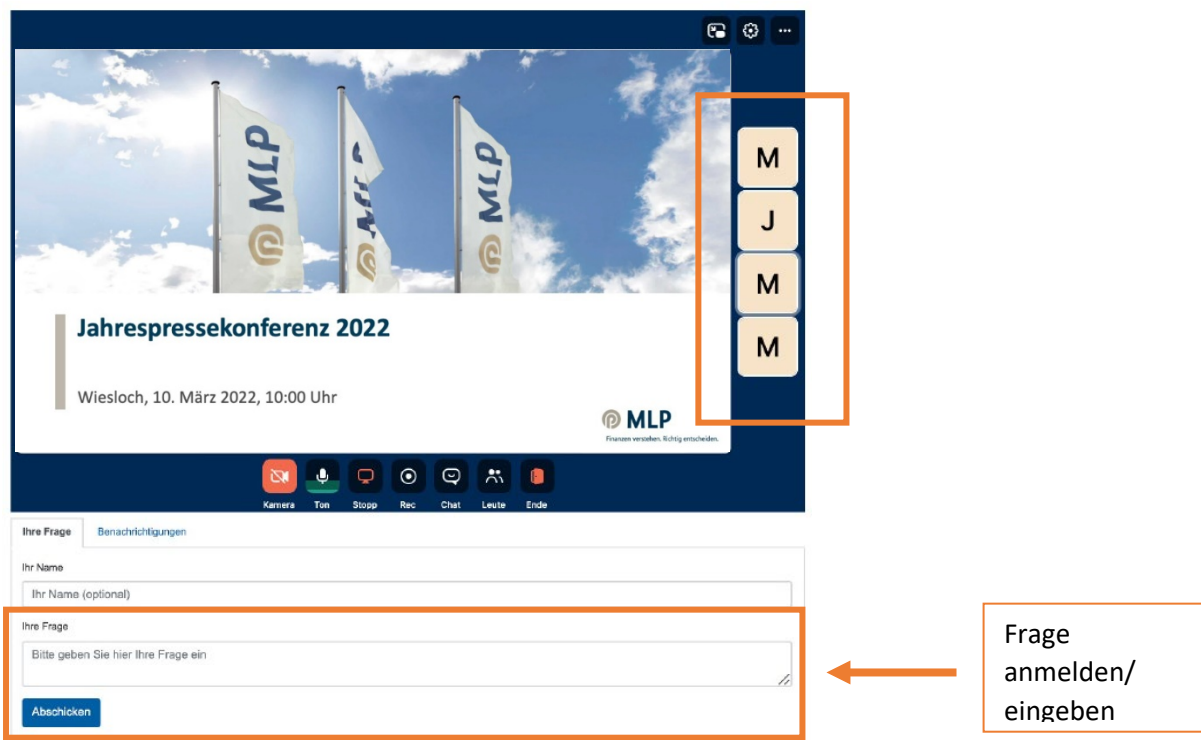 MLP
MLP
MLP
M
J
M
M
Jahrespressekonferenz 2022
Wiesloch, 10. März 2022, 10:00 Uhr
MLP
Finanzen verstehen. Richtig entscheiden.
Kamera Ton Stopp Rec Chat Leute Ende
Ihre Frage Benachrichtigungen
Ihr Name
Ihr Name (optional)
Ihre Frage
Bitte geben Sie hier Ihre Frage ein
Abschicken
Frage
anmelden/
eingeben